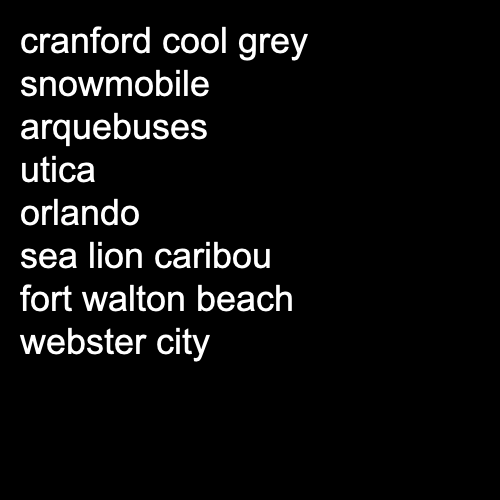 cranford cool grey
snowmobile
arquebuses
utica
orlando
sea lion caribou
fort walton beach
webster city